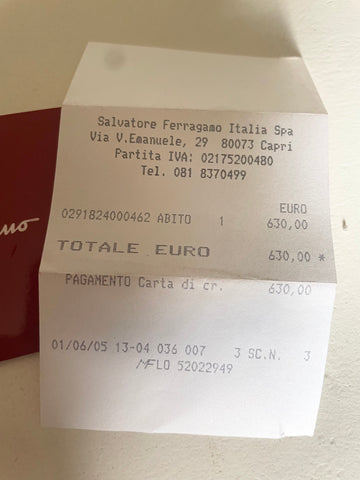 Salvatore Ferragamo Italia Spa
Via V.Emanuele, 29 80073 Capri
Partita IVA: 02175200480
Tel. 081 8370499
EURO
0291824000462 ABITO 1 630,00
TOTALE EURO 630,00 *
PAGAMENTO Carta di cr. 630,00
01/06/05 13-04 036 007 3 SC.N. 3
MFLO 52022949